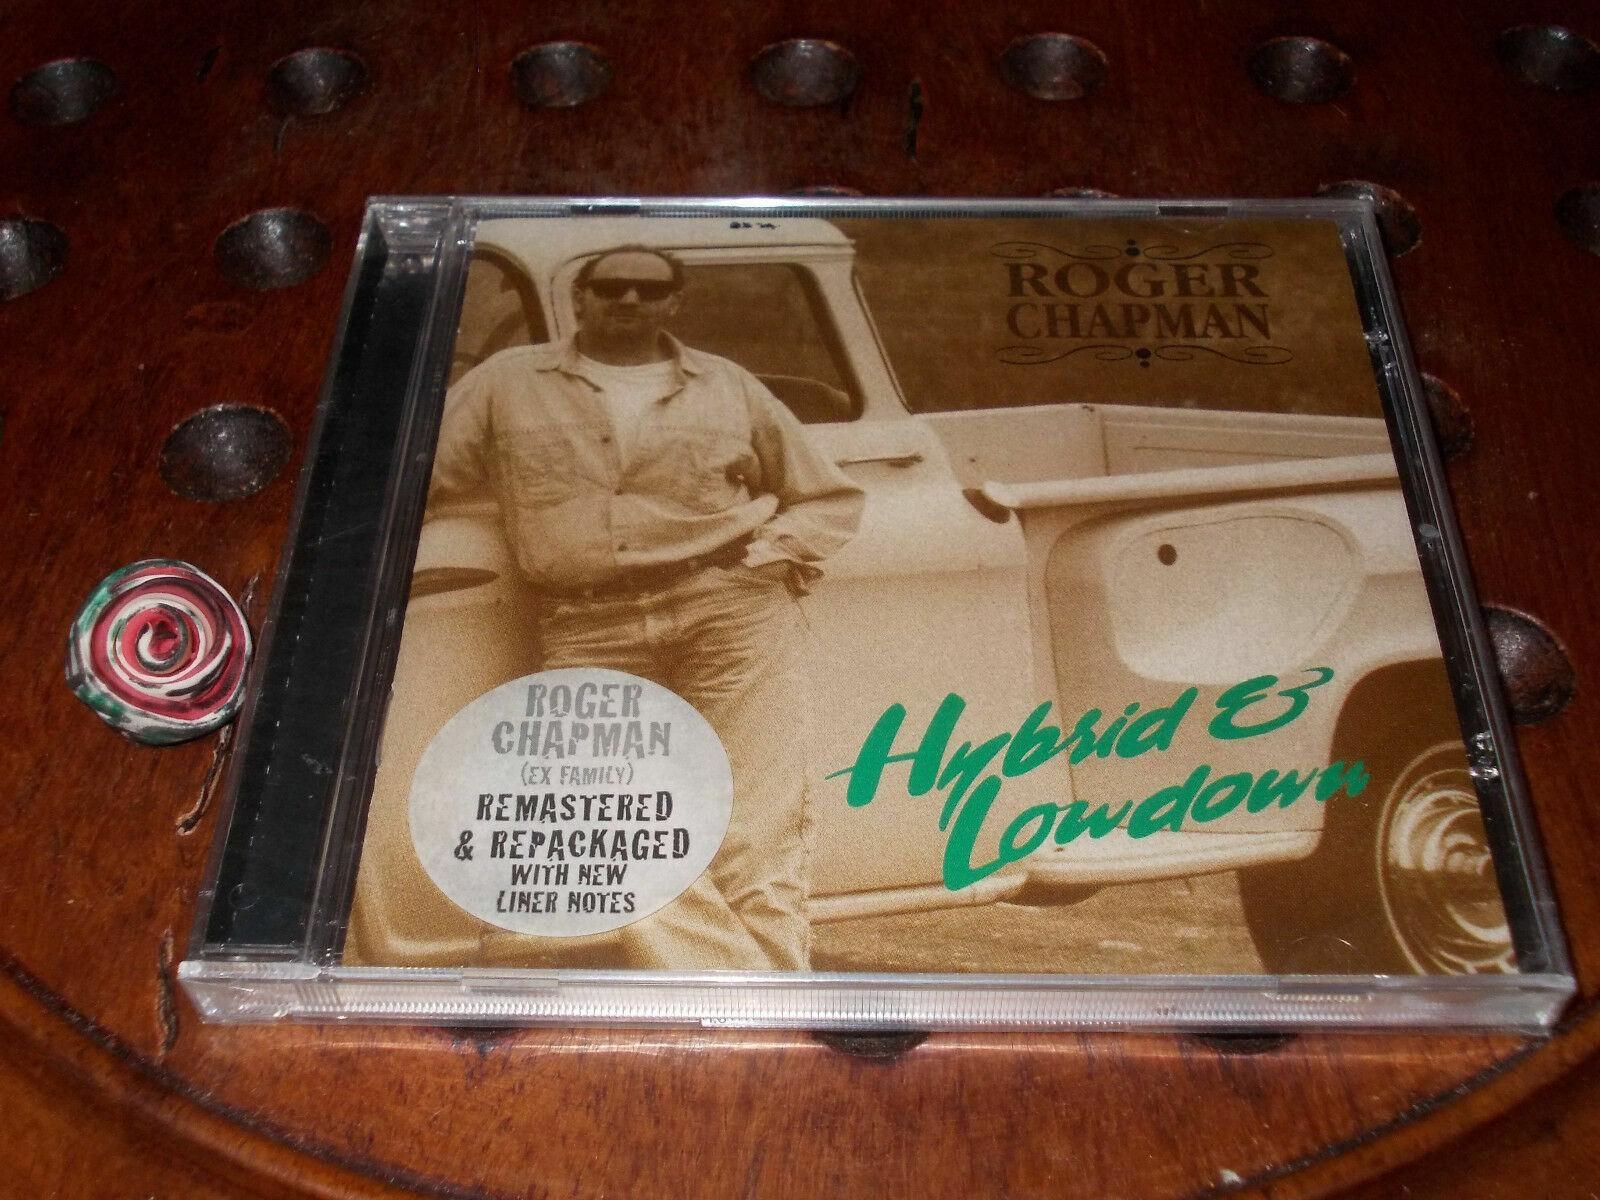 ROGER
CHAPMAN
Hybrid &
Lowdown
ROGER
CHAPMAN
(EX FAMILY)
REMASTERED
& REPACKAGED
WITH NEW
LINER NOTES